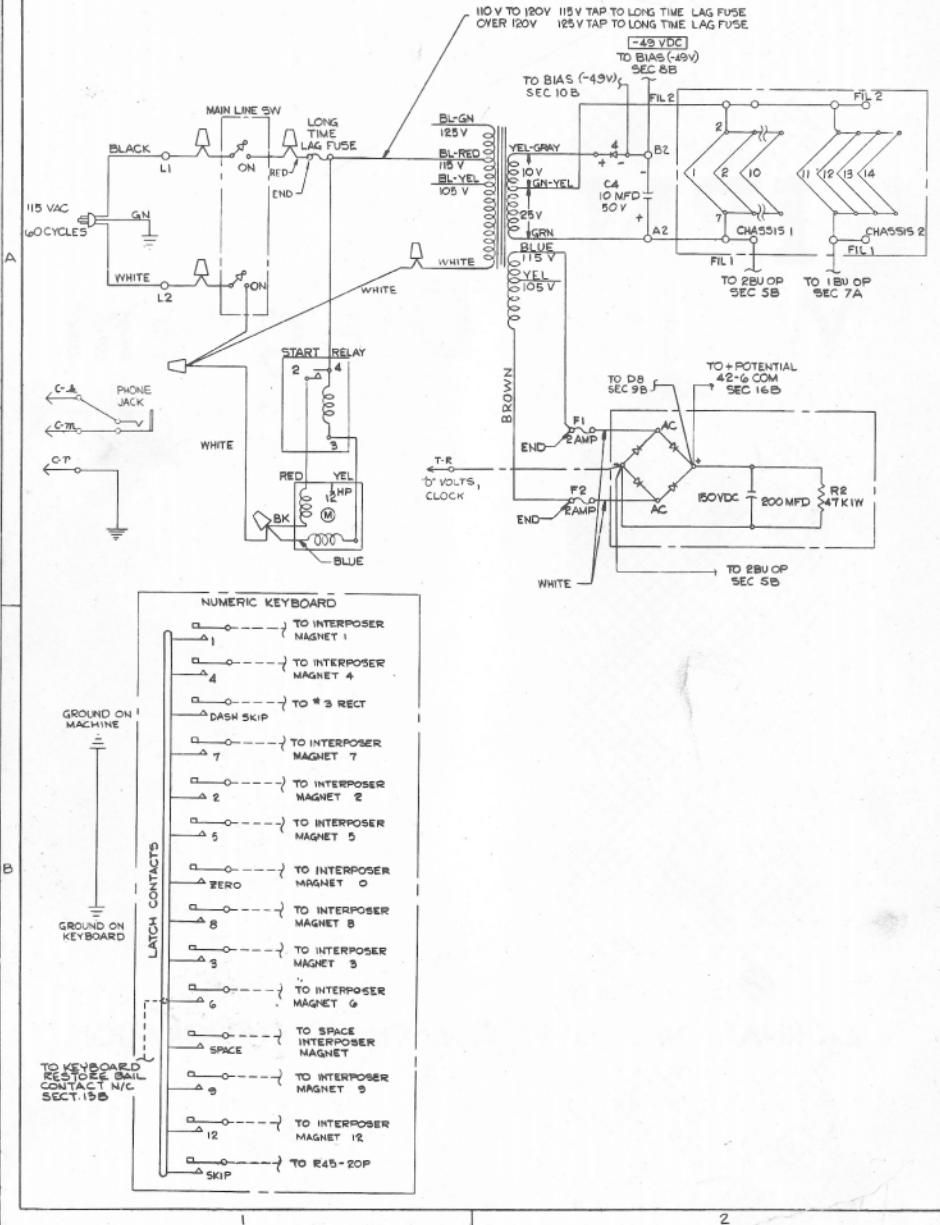 110 V TO 120V 115V TAP TO LONG TIME LAG FUSE
OVER 120V 125V TAP TO LONG TIME LAG FUSE
-49 VDC
TO BIAS (-49V)
SEC 8B
TO BIAS (-49V)
SEC 10B
FIL 2
FIL 2
MAIN LINE SW
LONG
TIME
LAG FUSE
BL-GN
125V
BLACK
L1
ON
RED
END
BL-RED
115 V
BL-YEL
105 V
YEL-GRAY
10V
GN-YEL
25V
GRN
4
+ -
B2
-
C4
10 MFD
50 V
+
A2
2
1
2
10
7
CHASSIS 1
11
12
13
14
CHASSIS 2
FIL 1
FIL 1
TO 2BU OP
SEC 5B
TO 1BU OP
SEC 7A
115 VAC
60 CYCLES
GN
A
WHITE
L2
ON
WHITE
WHITE
BLUE
115 V
YEL
105 V
BROWN
START RELAY
2
4
3
C-A
PHONE
JACK
C-M
C-T
WHITE
RED
YEL
1/12 HP
M
BK
BLUE
TO D8
SEC 9B
TO + POTENTIAL
42-6 COM
SEC 16B
F1
2 AMP
END
AC
T-R
"0" VOLTS,
CLOCK
F2
2AMP
END
AC
+
150VDC
200 MFD
R2
47K 1W
WHITE
TO 2BU OP
SEC 5B
NUMERIC KEYBOARD
1
TO INTERPOSER
MAGNET 1
4
TO INTERPOSER
MAGNET 4
DASH SKIP
TO #3 RECT
GROUND ON
MACHINE
7
TO INTERPOSER
MAGNET 7
2
TO INTERPOSER
MAGNET 2
5
TO INTERPOSER
MAGNET 5
B
LATCH CONTACTS
ZERO
TO INTERPOSER
MAGNET 0
GROUND ON
KEYBOARD
8
TO INTERPOSER
MAGNET 8
3
TO INTERPOSER
MAGNET 3
6
TO INTERPOSER
MAGNET 6
SPACE
TO SPACE
INTERPOSER
MAGNET
TO KEYBOARD
RESTORE BAIL
CONTACT N/C
SECT. 13B
9
TO INTERPOSER
MAGNET 9
12
TO INTERPOSER
MAGNET 12
SKIP
TO R45-20P
1
2